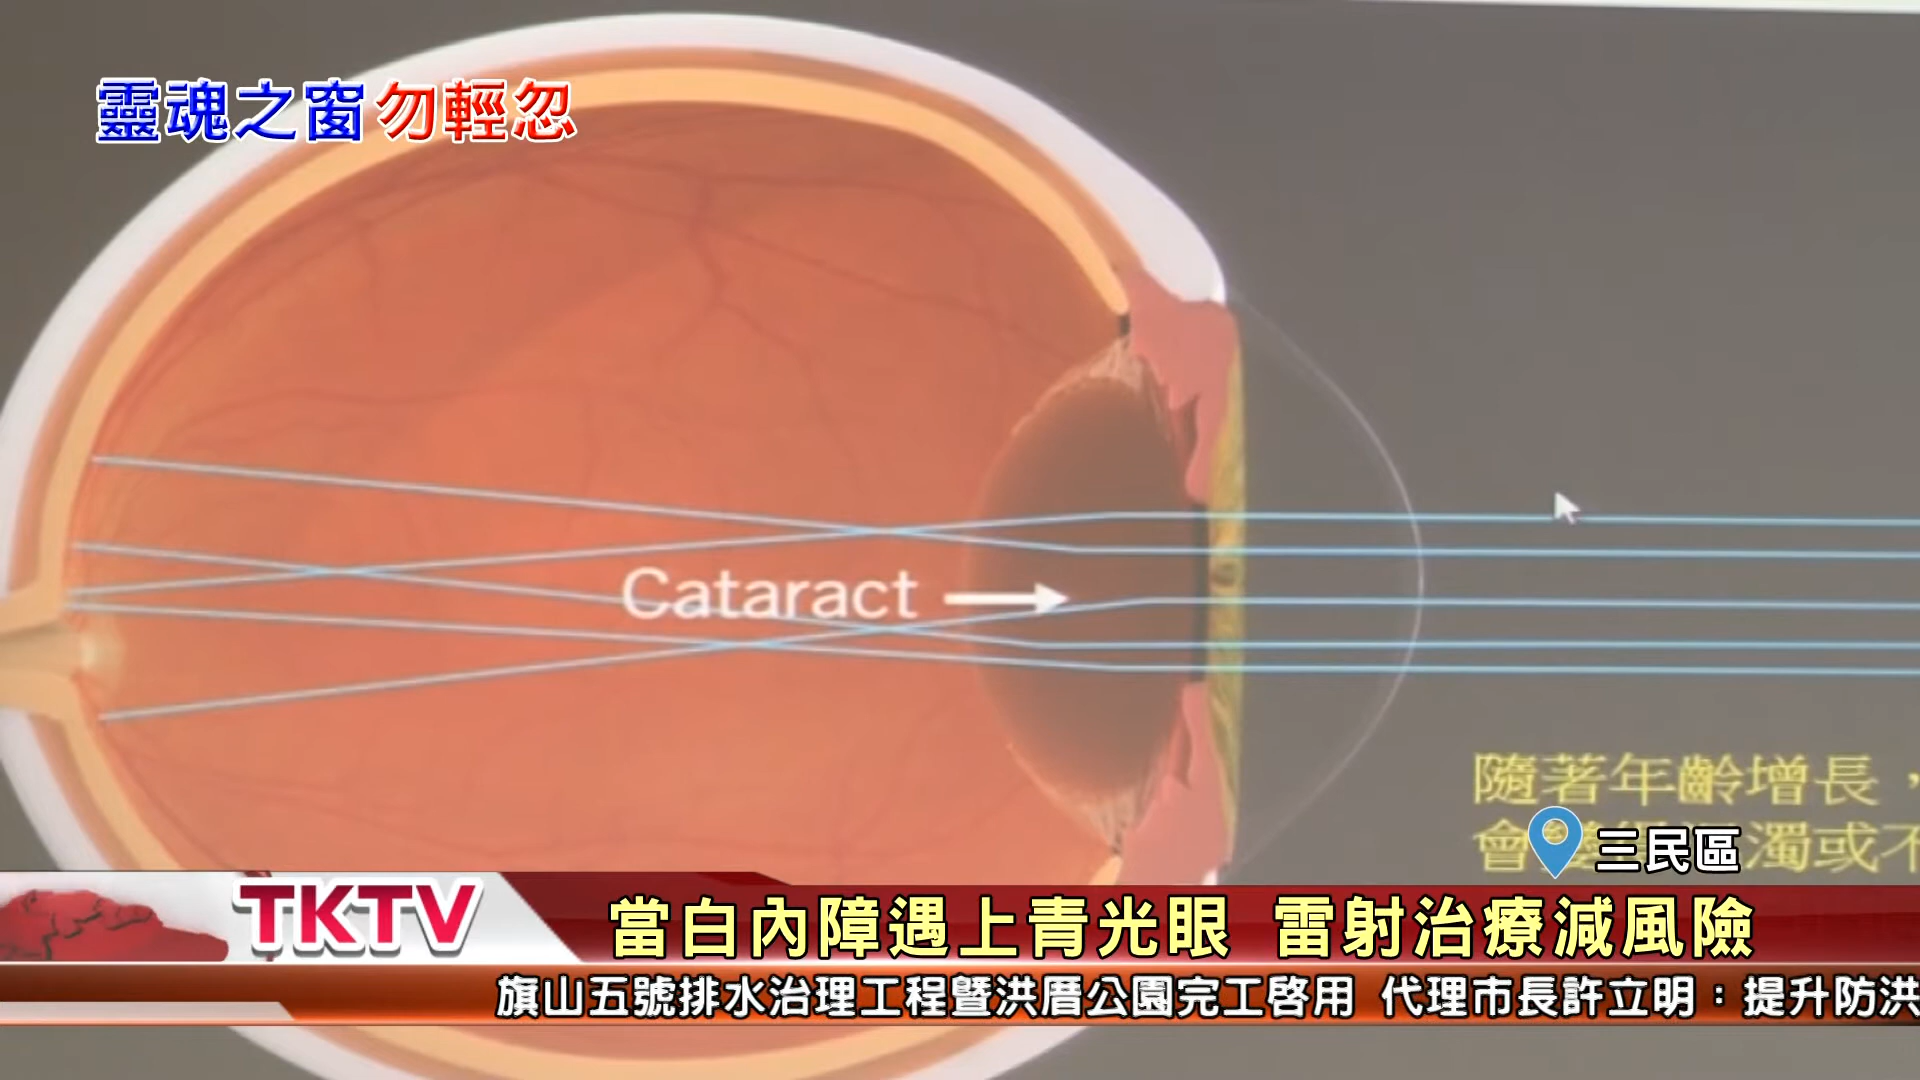 靈魂之窗勿輕忽
Cataract
隨著年齡增長，
會變得混濁或不
三民區
TKTV
當白內障遇上青光眼 雷射治療減風險
旗山五號排水治理工程暨洪厝公園完工啓用 代理市長許立明：提升防洪